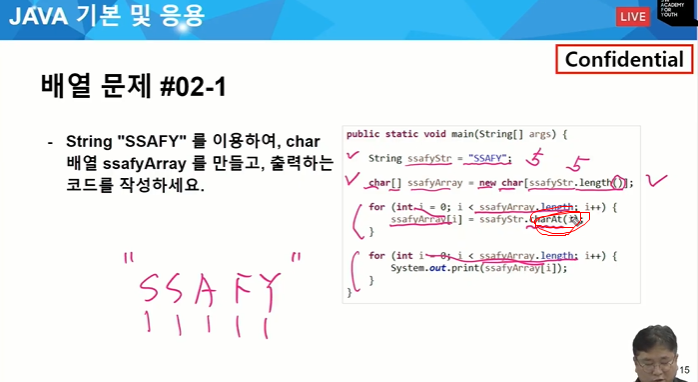 JAVA 기본 및 응용
LIVE
SW ACADEMY
FOR
YOUTH
Confidential
배열 문제 #02-1
- String "SSAFY" 를 이용하여, char
배열 ssafyArray 를 만들고, 출력하는
코드를 작성하세요.
public static void main(String[] args) {
String ssafyStr = "SSAFY"; 5
5
char[] ssafyArray = new char[ssafyStr.length()];
for (int i = 0; i < ssafyArray.length; i++) {
ssafyArray[i] = ssafyStr.charAt(i);
}
for (int i = 0; i < ssafyArray.length; i++) {
System.out.print(ssafyArray[i]);
}
}
"SSAFY"
15